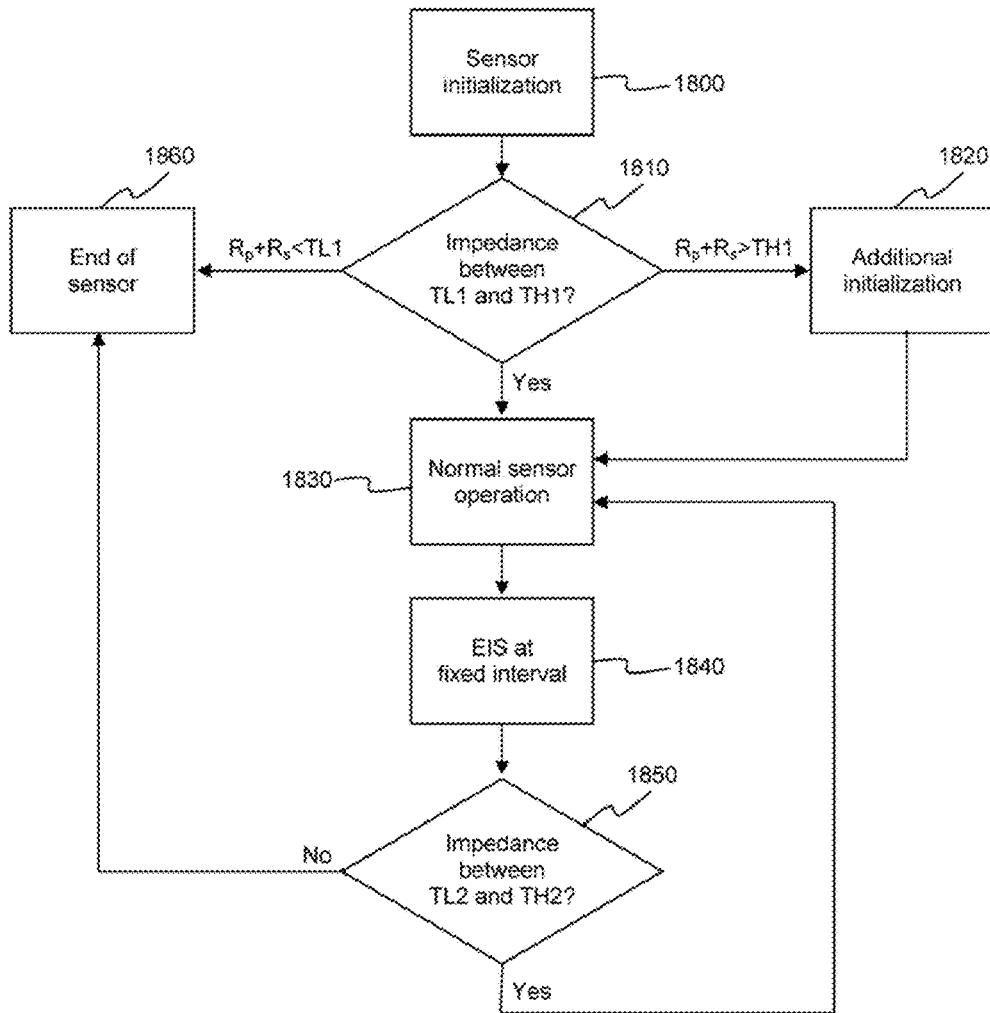 Sensor
initialization
1800
1860
1810
1820
End of
sensor
Rₚ+Rₛ<TL1
Impedance
between
TL1 and TH1?
Rₚ+Rₛ>TH1
Additional
initialization
Yes
1830
Normal sensor
operation
EIS at
fixed interval
1840
1850
No
Impedance
between
TL2 and TH2?
Yes